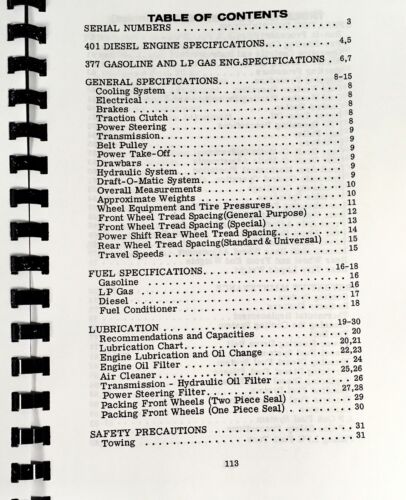 TABLE OF CONTENTS
SERIAL NUMBERS . . . . . . . . . . . . . . . . . . . . . . . 3
401 DIESEL ENGINE SPECIFICATIONS. . . . . . . . . . 4,5
377 GASOLINE AND LP GAS ENG.SPECIFICATIONS . 6,7
GENERAL SPECIFICATIONS. . . . . . . . . . . . . . . . 8-15
Cooling System . . . . . . . . . . . . . . . . . . . . . . . 8
Electrical. . . . . . . . . . . . . . . . . . . . . . . . . . 8
Brakes . . . . . . . . . . . . . . . . . . . . . . . . . . . 8
Traction Clutch . . . . . . . . . . . . . . . . . . . . . . 8
Power Steering . . . . . . . . . . . . . . . . . . . . . . 8
Transmission. . . . . . . . . . . . . . . . . . . . . . . . 9
Belt Pulley . . . . . . . . . . . . . . . . . . . . . . . . 9
Power Take-Off . . . . . . . . . . . . . . . . . . . . . . 9
Drawbars . . . . . . . . . . . . . . . . . . . . . . . . . 9
Hydraulic System . . . . . . . . . . . . . . . . . . . . . 9
Draft-O-Matic System. . . . . . . . . . . . . . . . . . . 9
Overall Measurements . . . . . . . . . . . . . . . . . . 10
Approximate Weights . . . . . . . . . . . . . . . . . . . 10
Wheel Equipment and Tire Pressures. . . . . . . . . . 11
Front Wheel Tread Spacing(General Purpose) . . . . 12
Front Wheel Tread Spacing (Special) . . . . . . . . . 13
Power Shift Rear Wheel Tread Spacing. . . . . . . . . 14
Rear Wheel Tread Spacing(Standard & Universal) . . 15
Travel Speeds . . . . . . . . . . . . . . . . . . . . . . . 15
FUEL SPECIFICATIONS. . . . . . . . . . . . . . . . . . 16-18
Gasoline . . . . . . . . . . . . . . . . . . . . . . . . . . 16
LP Gas . . . . . . . . . . . . . . . . . . . . . . . . . . . 16
Diesel . . . . . . . . . . . . . . . . . . . . . . . . . . . 17
Fuel Conditioner . . . . . . . . . . . . . . . . . . . . . 18
LUBRICATION . . . . . . . . . . . . . . . . . . . . . . . 19-30
Recommendations and Capacities . . . . . . . . . . . . 20
Lubrication Chart. . . . . . . . . . . . . . . . . . . . . 20,21
Engine Lubrication and Oil Change . . . . . . . . . . . 22,23
Engine Oil Filter . . . . . . . . . . . . . . . . . . . . . 24
Air Cleaner . . . . . . . . . . . . . . . . . . . . . . . . 25,26
Transmission - Hydraulic Oil Filter . . . . . . . . . . 26
Power Steering Filter. . . . . . . . . . . . . . . . . . . 27,28
Packing Front Wheels (Two Piece Seal) . . . . . . . . 29
Packing Front Wheels (One Piece Seal) . . . . . . . . 30
SAFETY PRECAUTIONS . . . . . . . . . . . . . . . . . . 31
Towing . . . . . . . . . . . . . . . . . . . . . . . . . . . 31
113